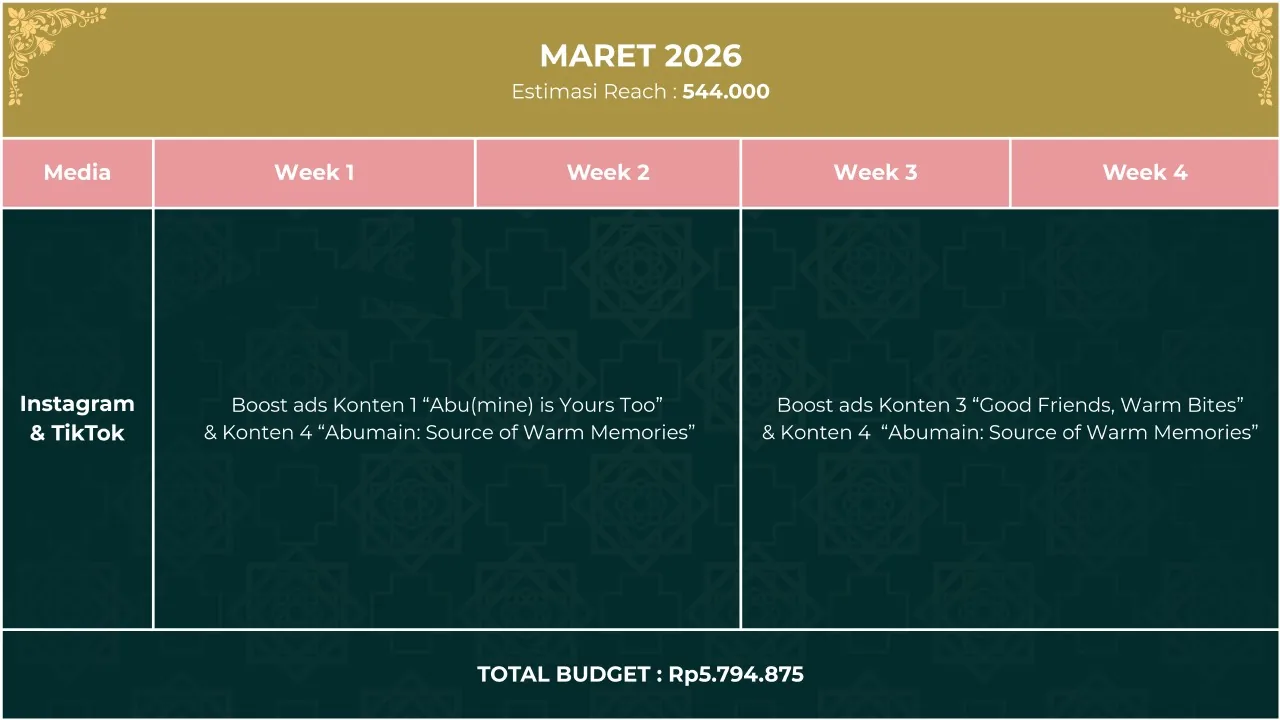 MARET 2026
Estimasi Reach : 544.000
Media
Week 1
Week 2
Week 3
Week 4
Instagram
& TikTok
Boost ads Konten 1 “Abu(mine) is Yours Too”
& Konten 4 “Abumain: Source of Warm Memories”
Boost ads Konten 3 “Good Friends, Warm Bites”
& Konten 4 “Abumain: Source of Warm Memories”
TOTAL BUDGET : Rp5.794.875